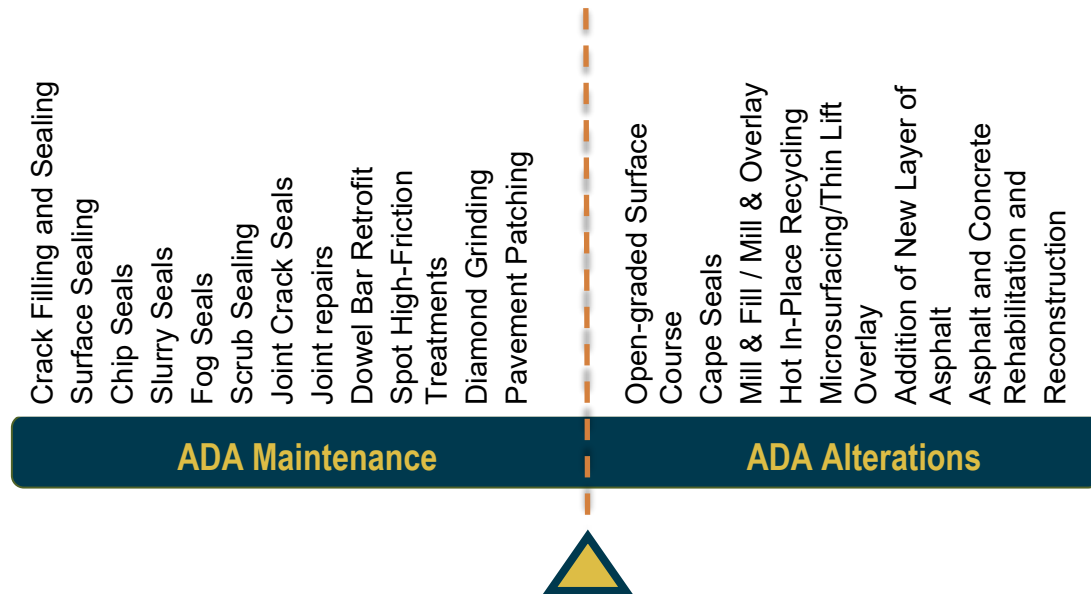 Crack Filling and Sealing
Surface Sealing
Chip Seals
Slurry Seals
Fog Seals
Scrub Sealing
Joint Crack Seals
Joint repairs
Dowel Bar Retrofit
Spot High-Friction
Treatments
Diamond Grinding
Pavement Patching
Open-graded Surface
Course
Cape Seals
Mill & Fill / Mill & Overlay
Hot In-Place Recycling
Microsurfacing/Thin Lift
Overlay
Addition of New Layer of
Asphalt
Asphalt and Concrete
Rehabilitation and
Reconstruction
ADA Maintenance
ADA Alterations